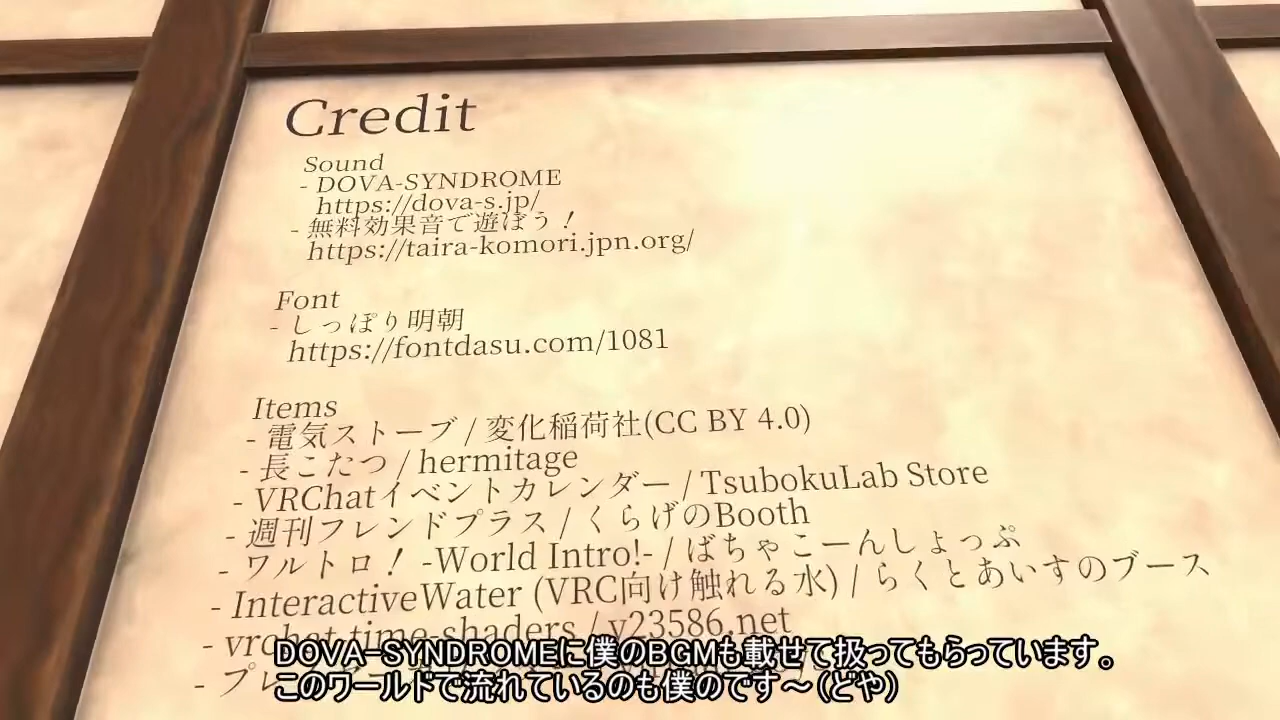 Credit
Sound
- DOVA-SYNDROME
https://dova-s.jp/
- 無料効果音で遊ぼう！
https://taira-komori.jpn.org/
Font
- しっぽり明朝
https://fontdasu.com/1081
Items
- 電気ストーブ / 変化稲荷社(CC BY 4.0)
- 長こたつ / hermitage
- VRChatイベントカレンダー / TsubokuLab Store
- 週刊フレンドプラス / くらげのBooth
- ワルトロ！ -World Intro!- / ばちゃこーんしょっぷ
- InteractiveWater (VRC向け触れる水) / らくとあいすのブース
- vrchat-time-shaders / y23586.net
DOVA-SYNDROMEに僕のBGMも載せて扱ってもらっています。
このワールドで流れているのも僕のです～（どや）